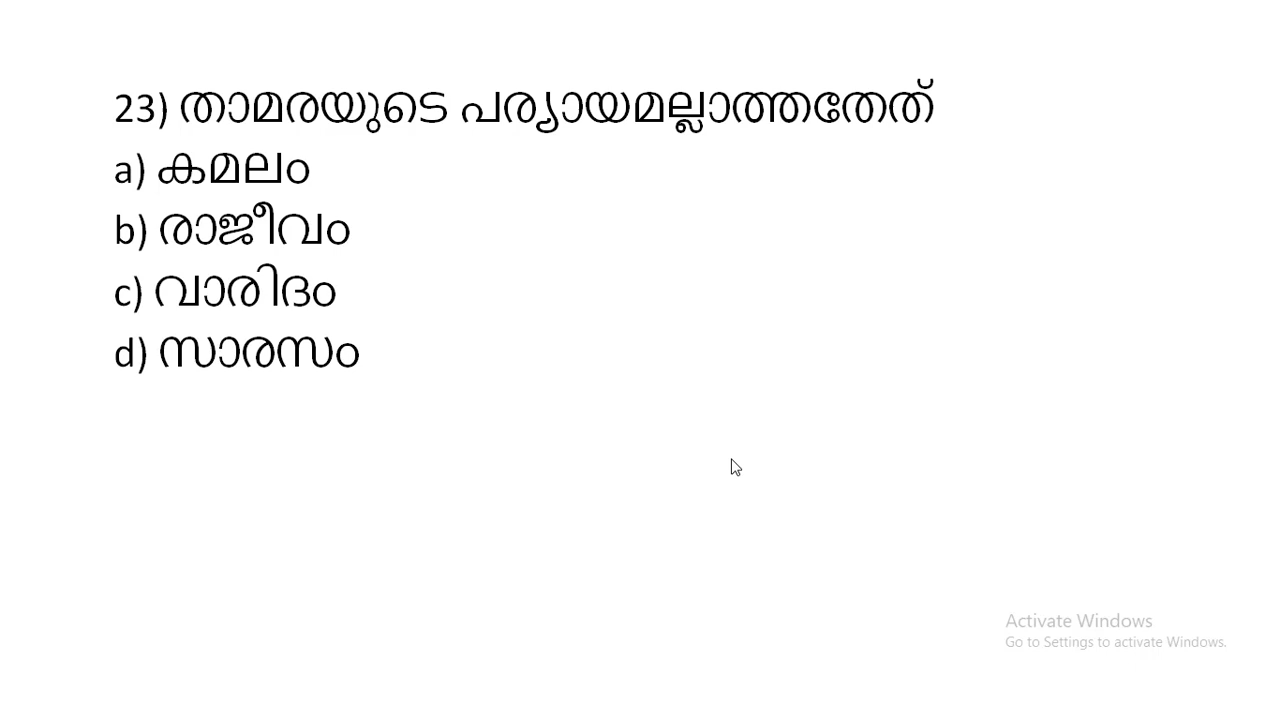 23) താമരയുടെ പര്യായമല്ലാത്തതേത്
a) കമലം
b) രാജീവം
c) വാരിദം
d) സാരസം
Activate Windows
Go to Settings to activate Windows.